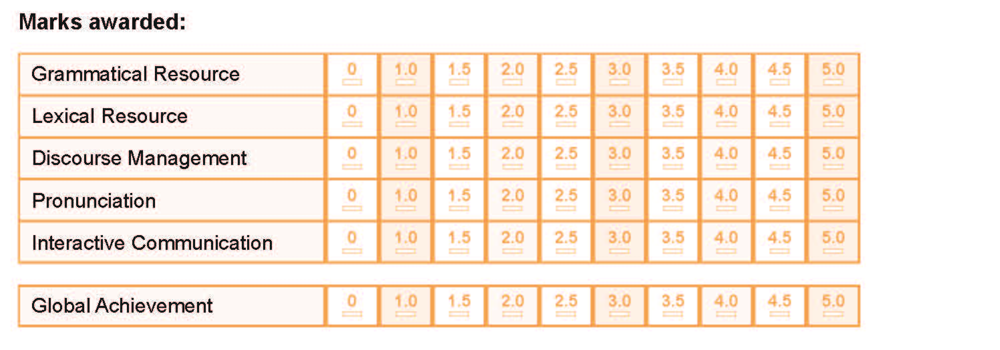 Marks awarded:
Grammatical Resource 0 1.0 1.5 2.0 2.5 3.0 3.5 4.0 4.5 5.0
Lexical Resource 0 1.0 1.5 2.0 2.5 3.0 3.5 4.0 4.5 5.0
Discourse Management 0 1.0 1.5 2.0 2.5 3.0 3.5 4.0 4.5 5.0
Pronunciation 0 1.0 1.5 2.0 2.5 3.0 3.5 4.0 4.5 5.0
Interactive Communication 0 1.0 1.5 2.0 2.5 3.0 3.5 4.0 4.5 5.0
Global Achievement 0 1.0 1.5 2.0 2.5 3.0 3.5 4.0 4.5 5.0